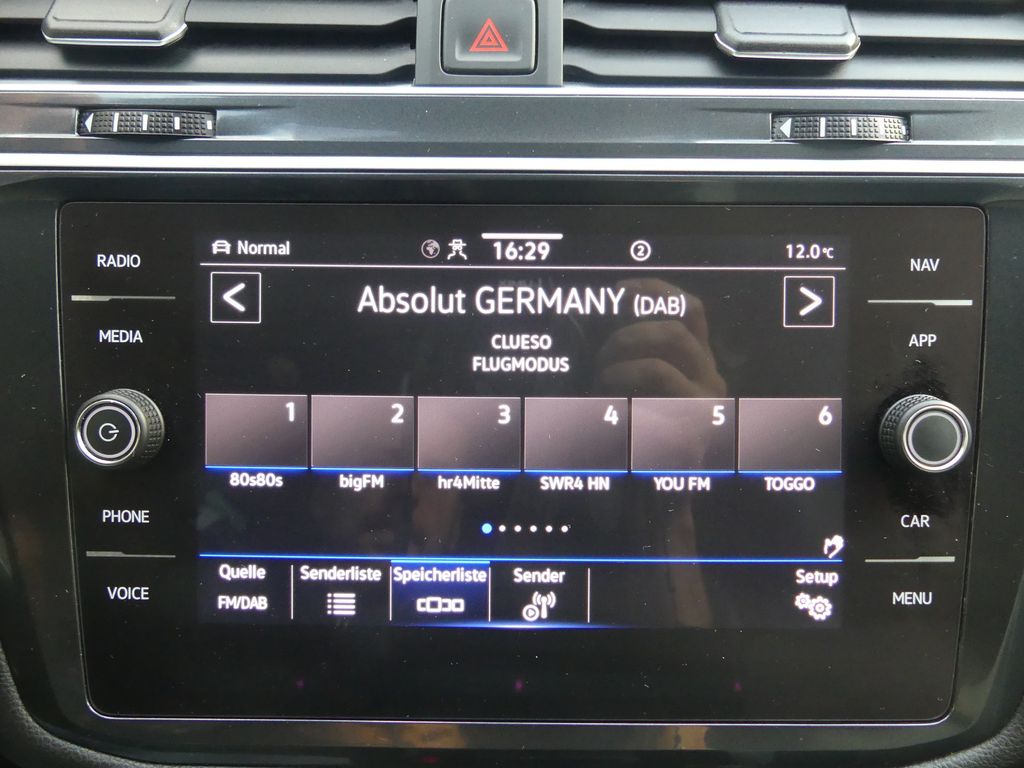 Normal 16:29 2 12.0°C
Absolut GERMANY (DAB)
CLUESO
FLUGMODUS
1 2 3 4 5 6
80s80s bigFM hr4Mitte SWR4 HN YOU FM TOGGO
Quelle Senderliste Speicherliste Sender Setup
FM/DAB
RADIO
MEDIA
PHONE
VOICE
NAV
APP
CAR
MENU